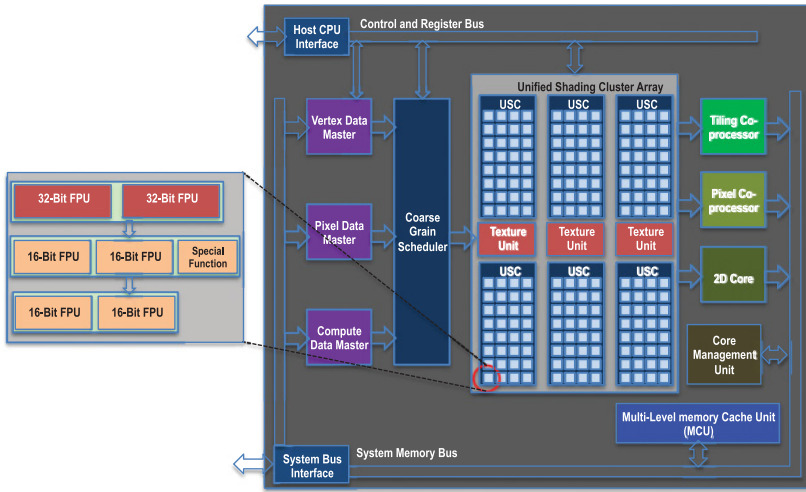 Control and Register Bus
Host CPU
Interface
Unified Shading Cluster Array
USC
USC
USC
Vertex Data
Master
Tiling Co-
processor
32-Bit FPU
32-Bit FPU
16-Bit FPU
16-Bit FPU
Special
Function
16-Bit FPU
16-Bit FPU
Pixel Data
Master
Coarse
Grain
Scheduler
Texture
Unit
Texture
Unit
Texture
Unit
Pixel Co-
processor
USC
USC
USC
2D Core
Compute
Data Master
Core
Management
Unit
Multi-Level memory Cache Unit
(MCU)
System Bus
Interface
System Memory Bus